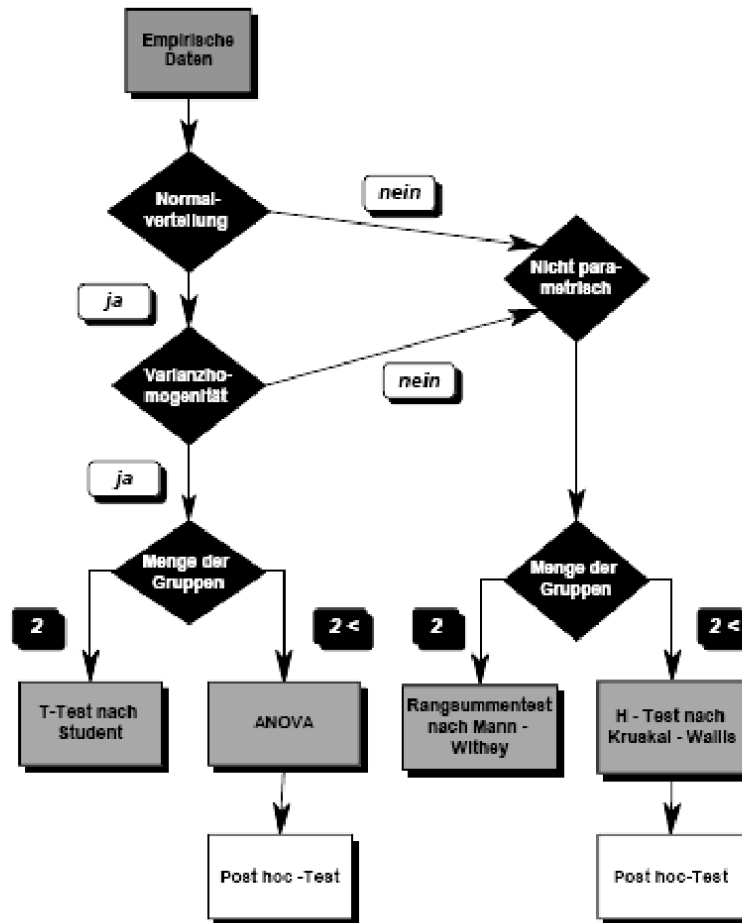 Empirische
Daten
Normal-
verteilung
nein
Nicht para-
metrisch
ja
Varianzho-
mogenität
nein
ja
Menge der
Gruppen
Menge der
Gruppen
2
2 <
2
2 <
T-Test nach
Student
ANOVA
Rangsummentest
nach Mann -
Withey
H - Test nach
Kruskal - Wallis
Post hoc -Test
Post hoc-Test